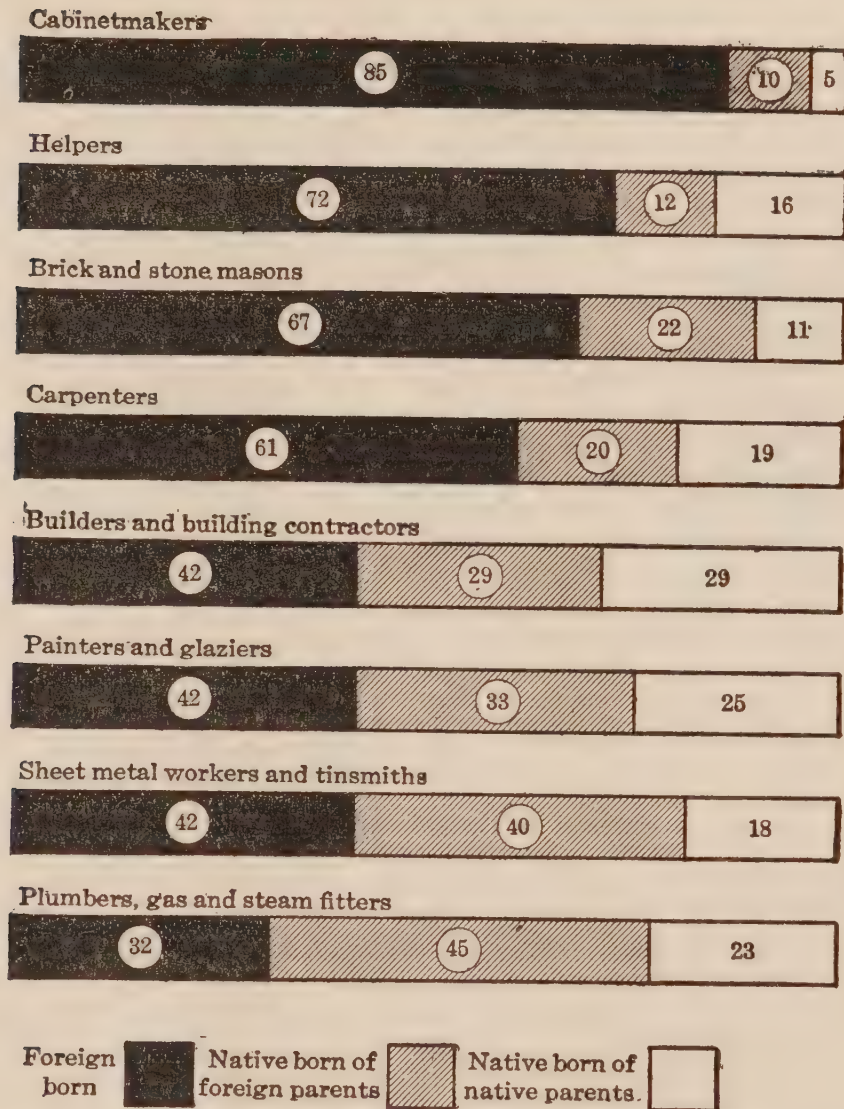 Cabinetmakers
85 10 5
Helpers
72 12 16
Brick and stone masons
67 22 11
Carpenters
61 20 19
Builders and building contractors
42 29 29
Painters and glaziers
42 33 25
Sheet metal workers and tinsmiths
42 40 18
Plumbers, gas and steam fitters
32 45 23
Foreign born
Native born of foreign parents
Native born of native parents.